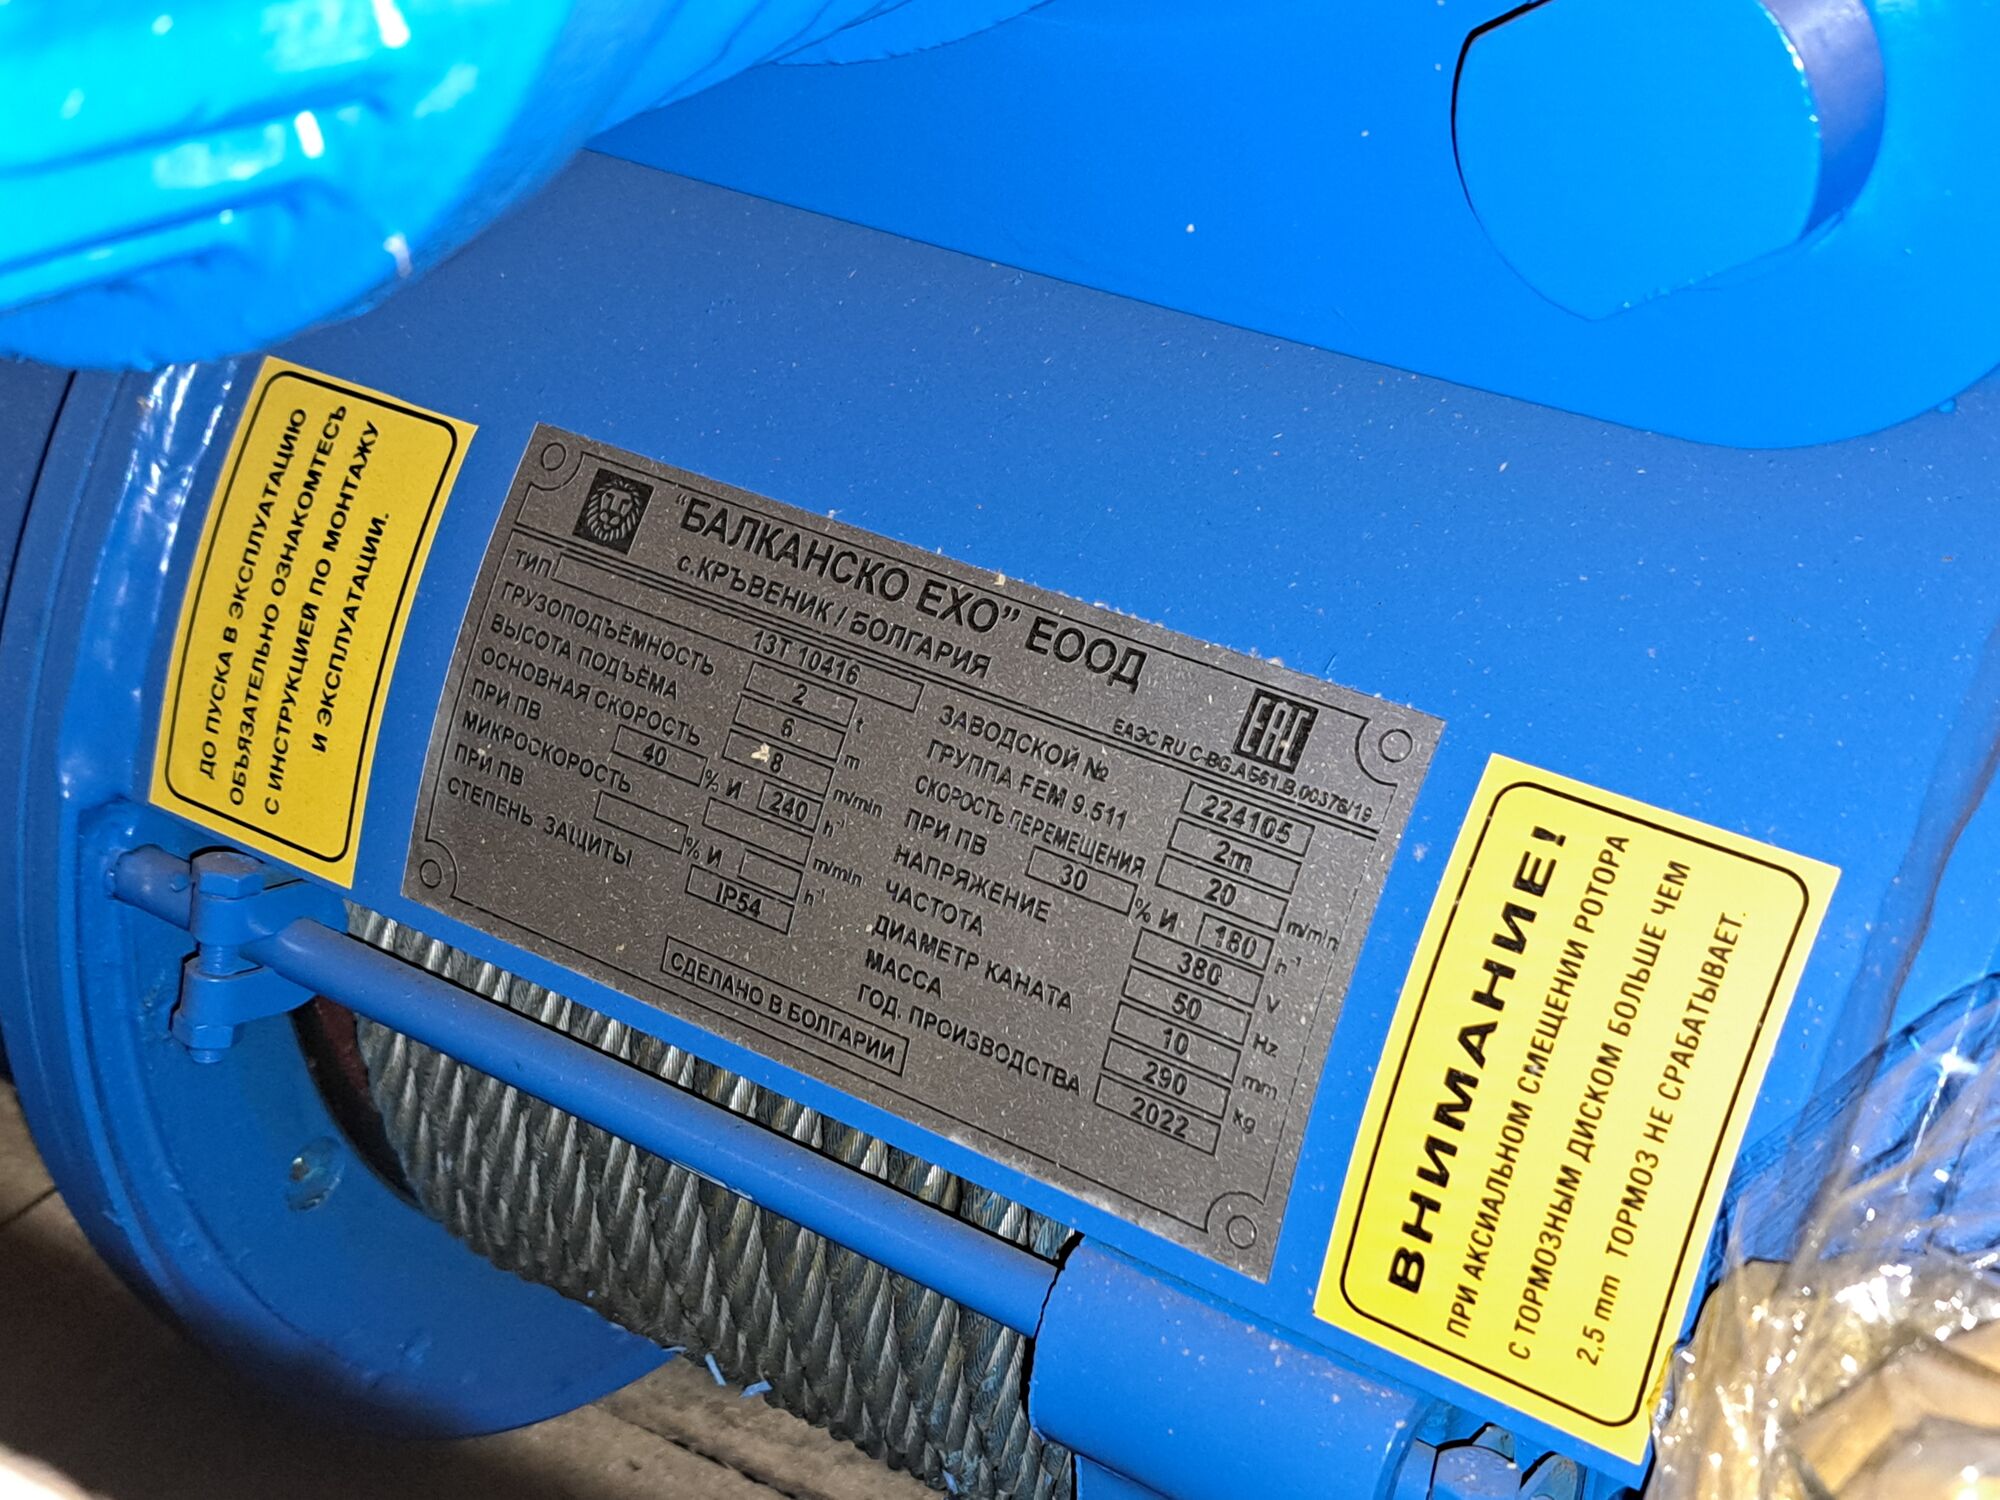 ДО ПУСКА В ЭКСПЛУАТАЦИЮ
ОБЪЯЗАТЕЛЬНО ОЗНАКОМТЕСЪ
С ИНСТРУКЦИЕЙ ПО МОНТАЖУ
И ЭКСПЛУАТАЦИИ.
"БАЛКАНСКО ЕХО" ЕООД
с. КРЪВЕНИК / БОЛГАРИЯ
ЕАЭС RU С-BG.АБ61.В.00376/19
EAC
ТИП 13Т 10416
ГРУЗОПОДЪЁМНОСТЬ 2 t
ВЫСОТА ПОДЪЁМА 6 m
ОСНОВНАЯ СКОРОСТЬ 8 m/min
ПРИ ПВ 40 % И 240 h⁻¹
МИКРОСКОРОСТЬ m/min
ПРИ ПВ % И h⁻¹
СТЕПЕНЬ ЗАЩИТЫ IP54
СДЕЛАНО В БОЛГАРИИ
ЗАВОДСКОЙ № 224105
ГРУППА FEM 9.511 2m
СКОРОСТЬ ПЕРЕМЕЩЕНИЯ 20 m/min
ПРИ ПВ 30 % И 180 h⁻¹
НАПРЯЖЕНИЕ 380 V
ЧАСТОТА 50 Hz
ДИАМЕТР КАНАТА 10 mm
МАССА 290 kg
ГОД. ПРОИЗВОДСТВА 2022
ВНИМАНИЕ!
ПРИ АКСИАЛЬНОМ СМЕЩЕНИИ РОТОРА
С ТОРМОЗНЫМ ДИСКОМ БОЛЬШЕ ЧЕМ
2,5 mm ТОРМОЗ НЕ СРАБАТЫВАЕТ.